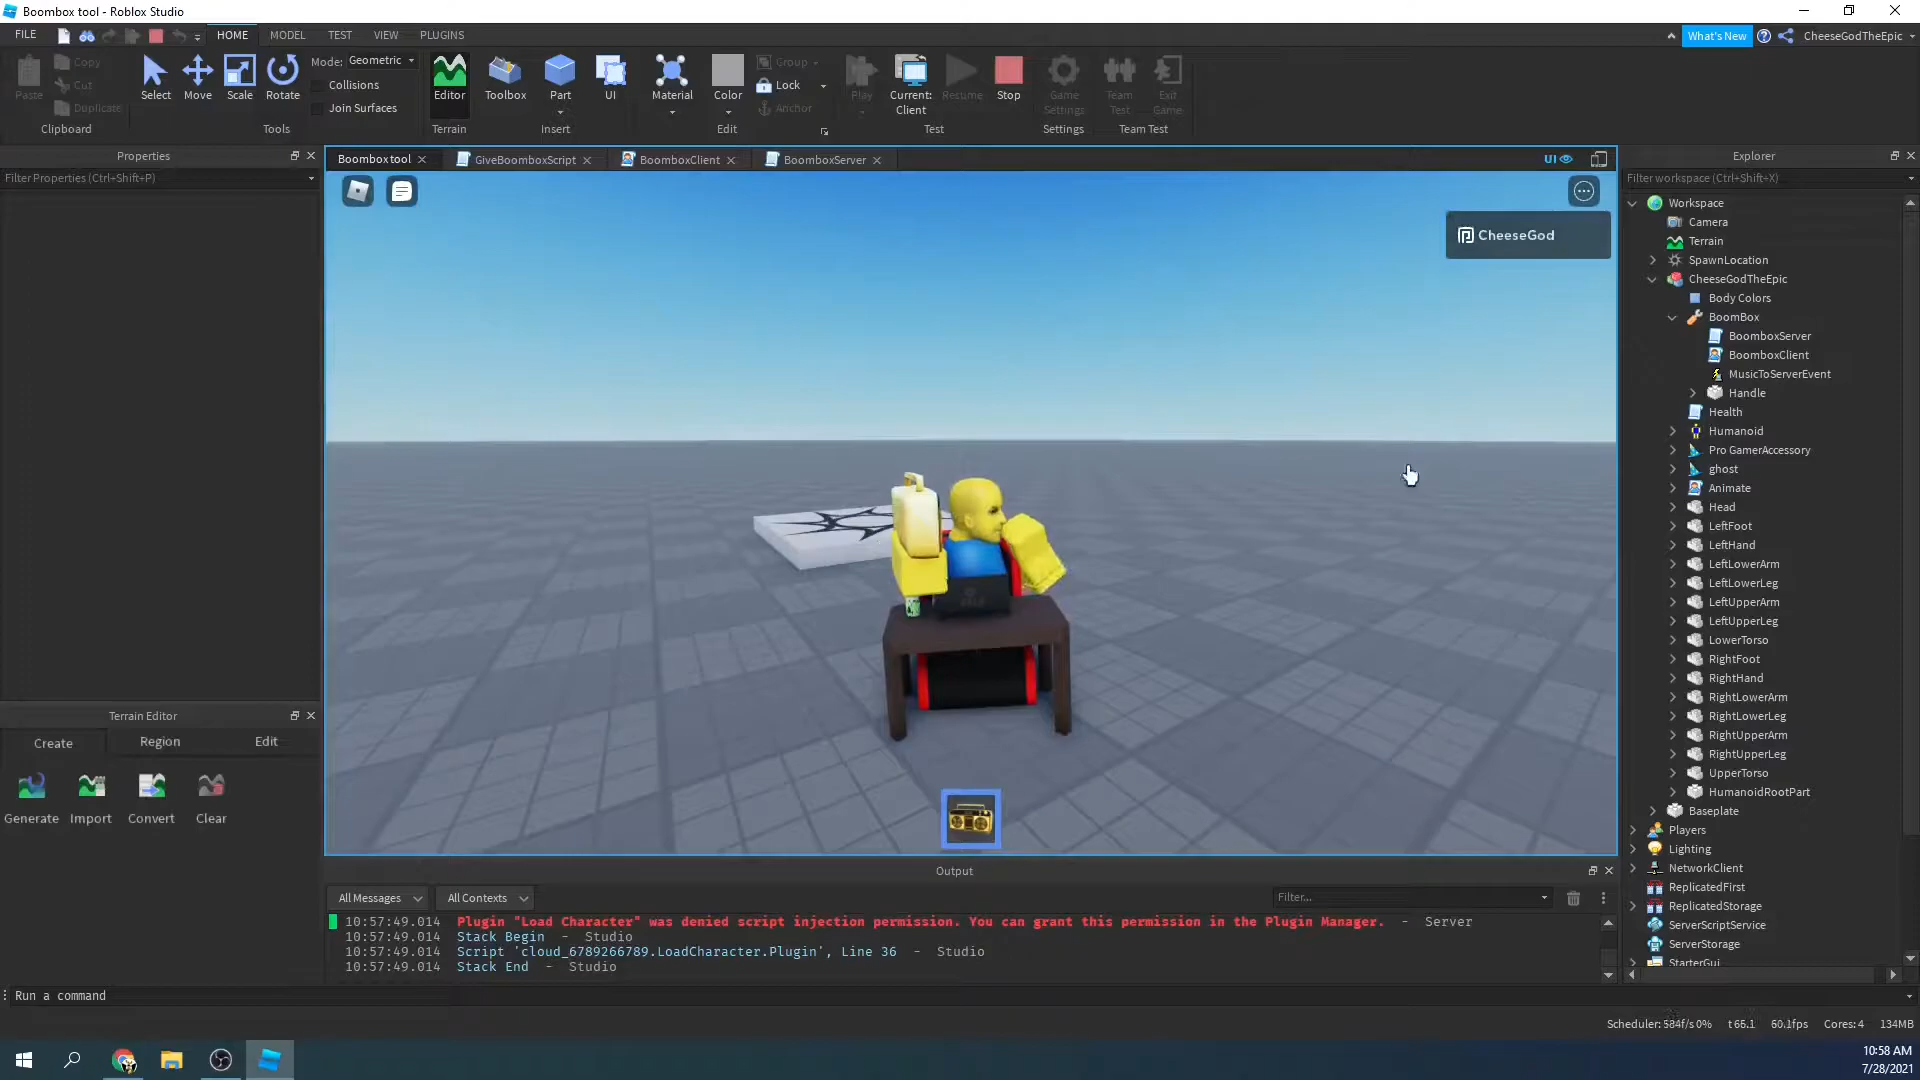 Boombox tool - Roblox Studio
FILE HOME MODEL TEST VIEW PLUGINS What's New CheeseGodTheEpic
Paste Copy Cut Duplicate
Clipboard
Select Move Scale Rotate
Mode: Geometric
Collisions
Join Surfaces
Tools
Editor
Terrain
Toolbox Part UI
Insert
Material Color
Group
Lock
Anchor
Edit
Play Current: Client Resume Stop
Test
Game Settings
Settings
Team Test Exit Game
Team Test
Properties
Filter Properties (Ctrl+Shift+P)
Boombox tool GiveBoomboxScript BoomboxClient BoomboxServer UI
CheeseGod
Explorer
Filter workspace (Ctrl+Shift+X)
Workspace
Camera
Terrain
SpawnLocation
CheeseGodTheEpic
Body Colors
BoomBox
BoomboxServer
BoomboxClient
MusicToServerEvent
Handle
Health
Humanoid
Pro GamerAccessory
ghost
Animate
Head
LeftFoot
LeftHand
LeftLowerArm
LeftLowerLeg
LeftUpperArm
LeftUpperLeg
LowerTorso
RightFoot
RightHand
RightLowerArm
RightLowerLeg
RightUpperArm
RightUpperLeg
UpperTorso
HumanoidRootPart
Baseplate
Players
Lighting
NetworkClient
ReplicatedFirst
ReplicatedStorage
ServerScriptService
ServerStorage
StarterGui
Terrain Editor
Create Region Edit
Generate Import Convert Clear
Output
All Messages All Contexts Filter...
10:57:49.014 Plugin "Load Character" was denied script injection permission. You can grant this permission in the Plugin Manager. - Server
10:57:49.014 Stack Begin - Studio
10:57:49.014 Script 'cloud_6789266789.LoadCharacter.Plugin', Line 36 - Studio
10:57:49.014 Stack End - Studio
Run a command
Scheduler: 584f/s 0% t 65.1 60.1fps Cores: 4 134MB
10:58 AM
7/28/2021